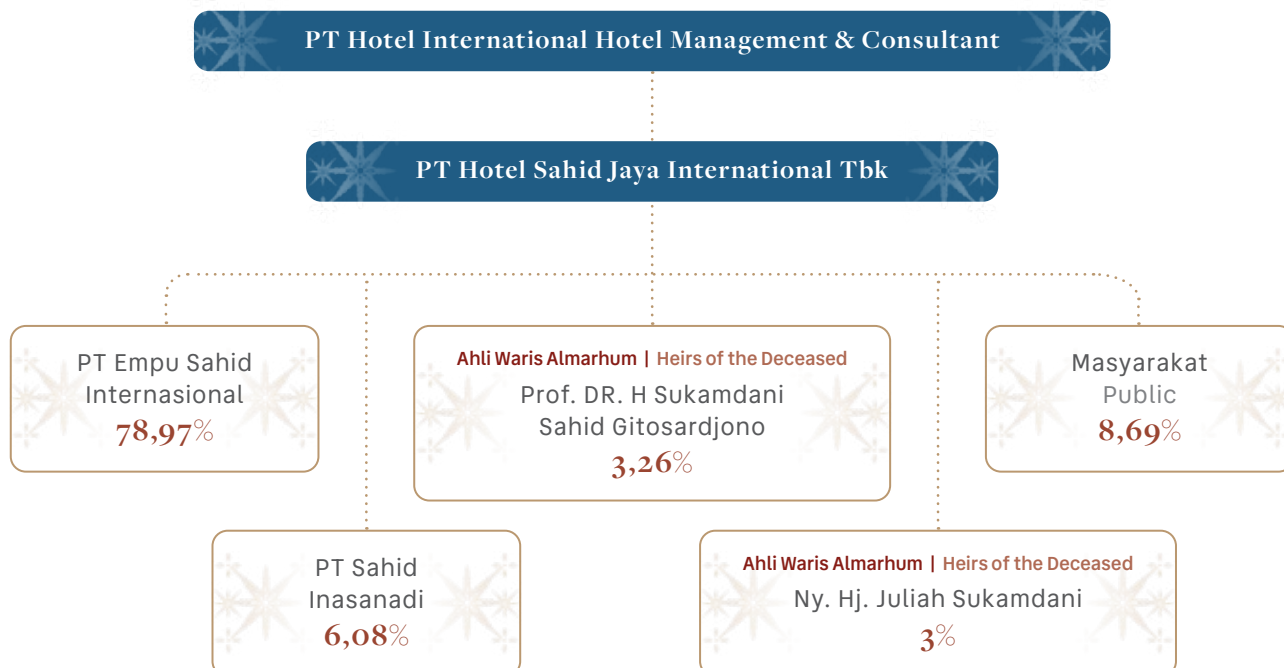 PT Hotel International Hotel Management & Consultant
PT Hotel Sahid Jaya International Tbk
PT Empu Sahid
Internasional
78,97%
Ahli Waris Almarhum | Heirs of the Deceased
Prof. DR. H Sukamdani
Sahid Gitosardjono
3,26%
Masyarakat
Public
8,69%
PT Sahid
Inasanadi
6,08%
Ahli Waris Almarhum | Heirs of the Deceased
Ny. Hj. Juliah Sukamdani
3%